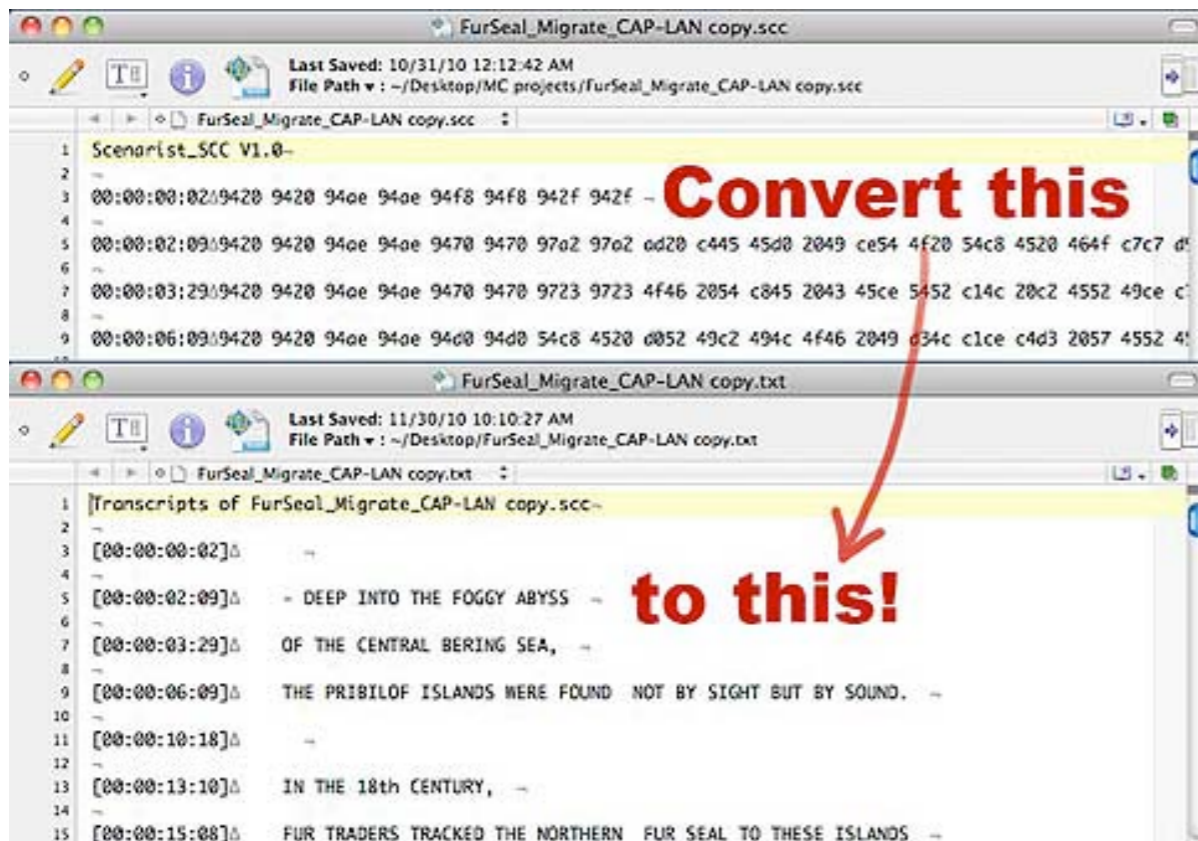 FurSeal_Migrate_CAP-LAN copy.scc
Last Saved: 10/31/10 12:12:42 AM
File Path ▾ : ~/Desktop/MC projects/FurSeal_Migrate_CAP-LAN copy.scc
FurSeal_Migrate_CAP-LAN copy.scc
1 Scenarist_SCC V1.0¬
2 ¬
3 00:00:00:02∆9420 9420 94ae 94ae 94f8 94f8 942f 942f ¬
Convert this
4 ¬
5 00:00:02:09∆9420 9420 94ae 94ae 9470 9470 97a2 97a2 ad20 c445 45d0 2049 ce54 4f20 54c8 4520 464f c7c7
6 ¬
7 00:00:03:29∆9420 9420 94ae 94ae 9470 9470 9723 9723 4f46 2054 c845 2043 45ce 5452 c14c 20c2 4552 49ce
8 ¬
9 00:00:06:09∆9420 9420 94ae 94ae 94d0 94d0 54c8 4520 d052 49c2 494c 4f46 2049 d34c c1ce c4d3 2057 4552
FurSeal_Migrate_CAP-LAN copy.txt
Last Saved: 11/30/10 10:10:27 AM
File Path ▾ : ~/Desktop/FurSeal_Migrate_CAP-LAN copy.txt
FurSeal_Migrate_CAP-LAN copy.txt
1 Transcripts of FurSeal_Migrate_CAP-LAN copy.scc¬
2 ¬
3 [00:00:00:02]∆ ¬
4 ¬
5 [00:00:02:09]∆ - DEEP INTO THE FOGGY ABYSS ¬
to this!
6 ¬
7 [00:00:03:29]∆ OF THE CENTRAL BERING SEA, ¬
8 ¬
9 [00:00:06:09]∆ THE PRIBILOF ISLANDS WERE FOUND NOT BY SIGHT BUT BY SOUND. ¬
10 ¬
11 [00:00:10:18]∆ ¬
12 ¬
13 [00:00:13:10]∆ IN THE 18th CENTURY, ¬
14 ¬
15 [00:00:15:08]∆ FUR TRADERS TRACKED THE NORTHERN FUR SEAL TO THESE ISLANDS ¬